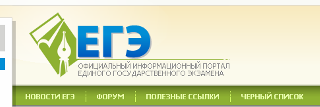 ЕГЭ
ОФИЦИАЛЬНЫЙ ИНФОРМАЦИОННЫЙ ПОРТАЛ
ЕДИНОГО ГОСУДАРСТВЕННОГО ЭКЗАМЕНА
НОВОСТИ ЕГЭ ФОРУМ ПОЛЕЗНЫЕ ССЫЛКИ ЧЕРНЫЙ СПИСОК